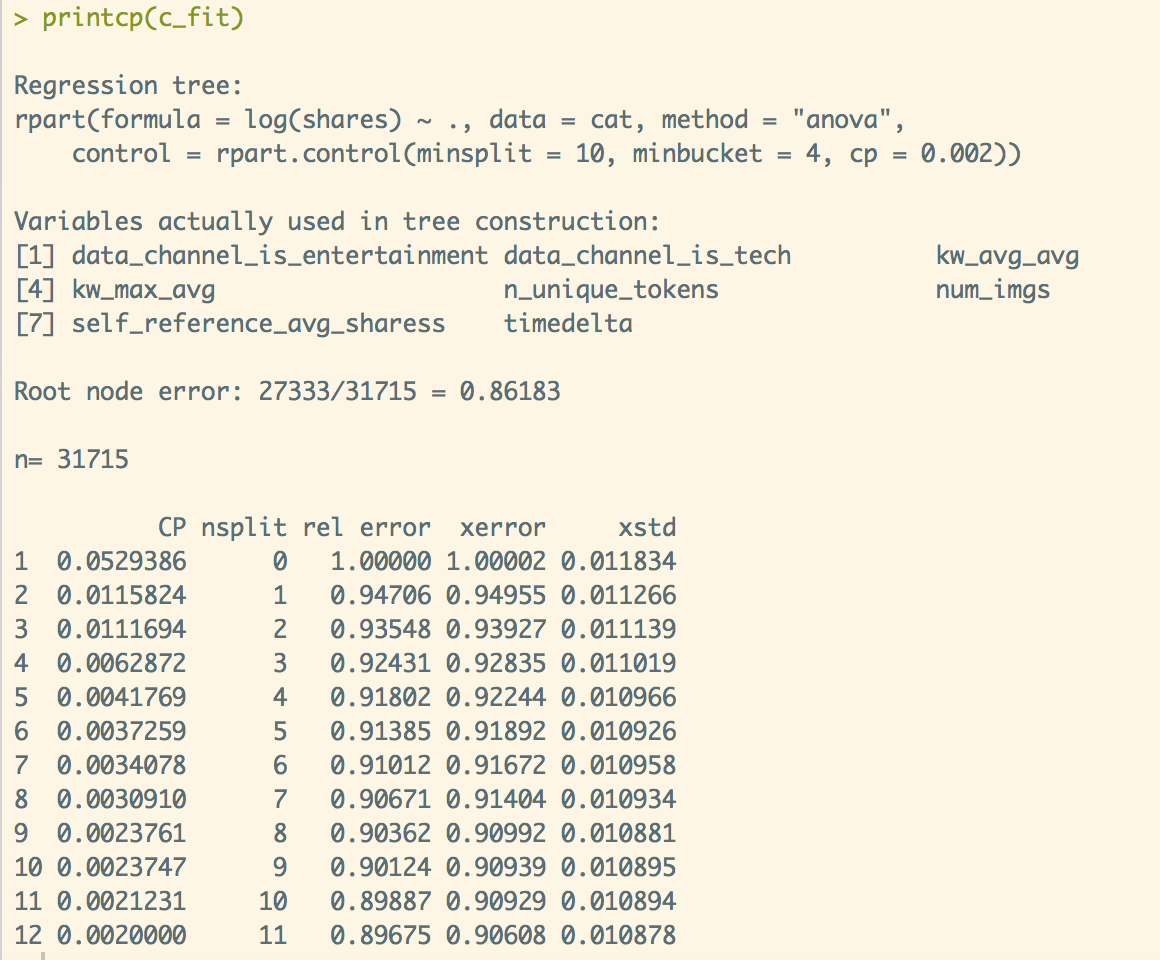 > printcp(c_fit)
Regression tree:
rpart(formula = log(shares) ~ ., data = cat, method = "anova",
    control = rpart.control(minsplit = 10, minbucket = 4, cp = 0.002))
Variables actually used in tree construction:
[1] data_channel_is_entertainment data_channel_is_tech          kw_avg_avg
[4] kw_max_avg                    n_unique_tokens               num_imgs
[7] self_reference_avg_sharess    timedelta
Root node error: 27333/31715 = 0.86183
n= 31715
          CP nsplit rel error  xerror     xstd
1  0.0529386      0   1.00000 1.00002 0.011834
2  0.0115824      1   0.94706 0.94955 0.011266
3  0.0111694      2   0.93548 0.93927 0.011139
4  0.0062872      3   0.92431 0.92835 0.011019
5  0.0041769      4   0.91802 0.92244 0.010966
6  0.0037259      5   0.91385 0.91892 0.010926
7  0.0034078      6   0.91012 0.91672 0.010958
8  0.0030910      7   0.90671 0.91404 0.010934
9  0.0023761      8   0.90362 0.90992 0.010881
10 0.0023747      9   0.90124 0.90939 0.010895
11 0.0021231     10   0.89887 0.90929 0.010894
12 0.0020000     11   0.89675 0.90608 0.010878